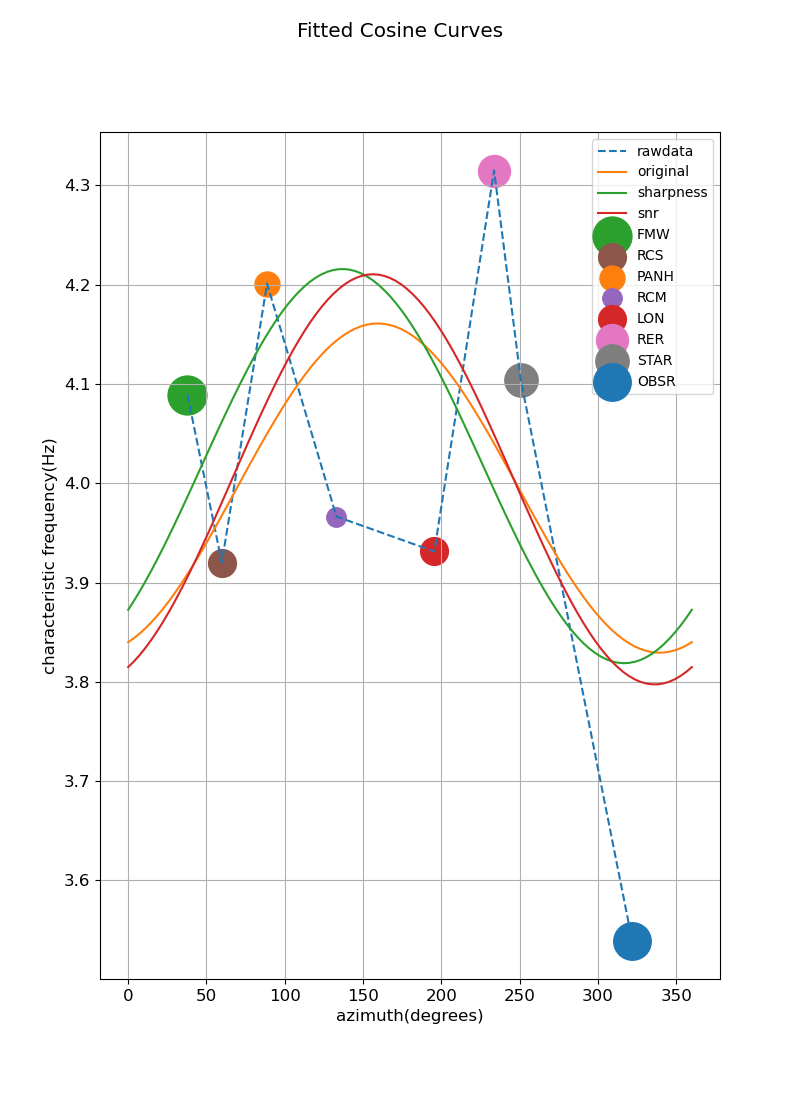 Fitted Cosine Curves
rawdata
original
sharpness
snr
FMW
RCS
PANH
RCM
LON
RER
STAR
OBSR
characteristic frequency(Hz)
4.3
4.2
4.1
4.0
3.9
3.8
3.7
3.6
0 50 100 150 200 250 300 350
azimuth(degrees)